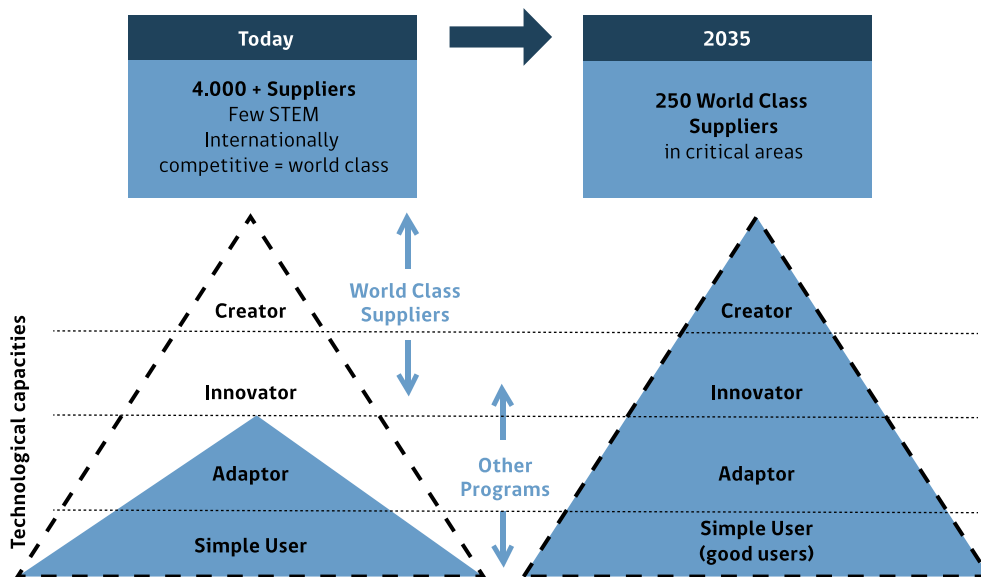 Today
4.000 + Suppliers
Few STEM
Internationally
competitive = world class
2035
250 World Class
Suppliers
in critical areas
Technological capacities
Creator
Innovator
Adaptor
Simple User
World Class
Suppliers
Other
Programs
Creator
Innovator
Adaptor
Simple User
(good users)